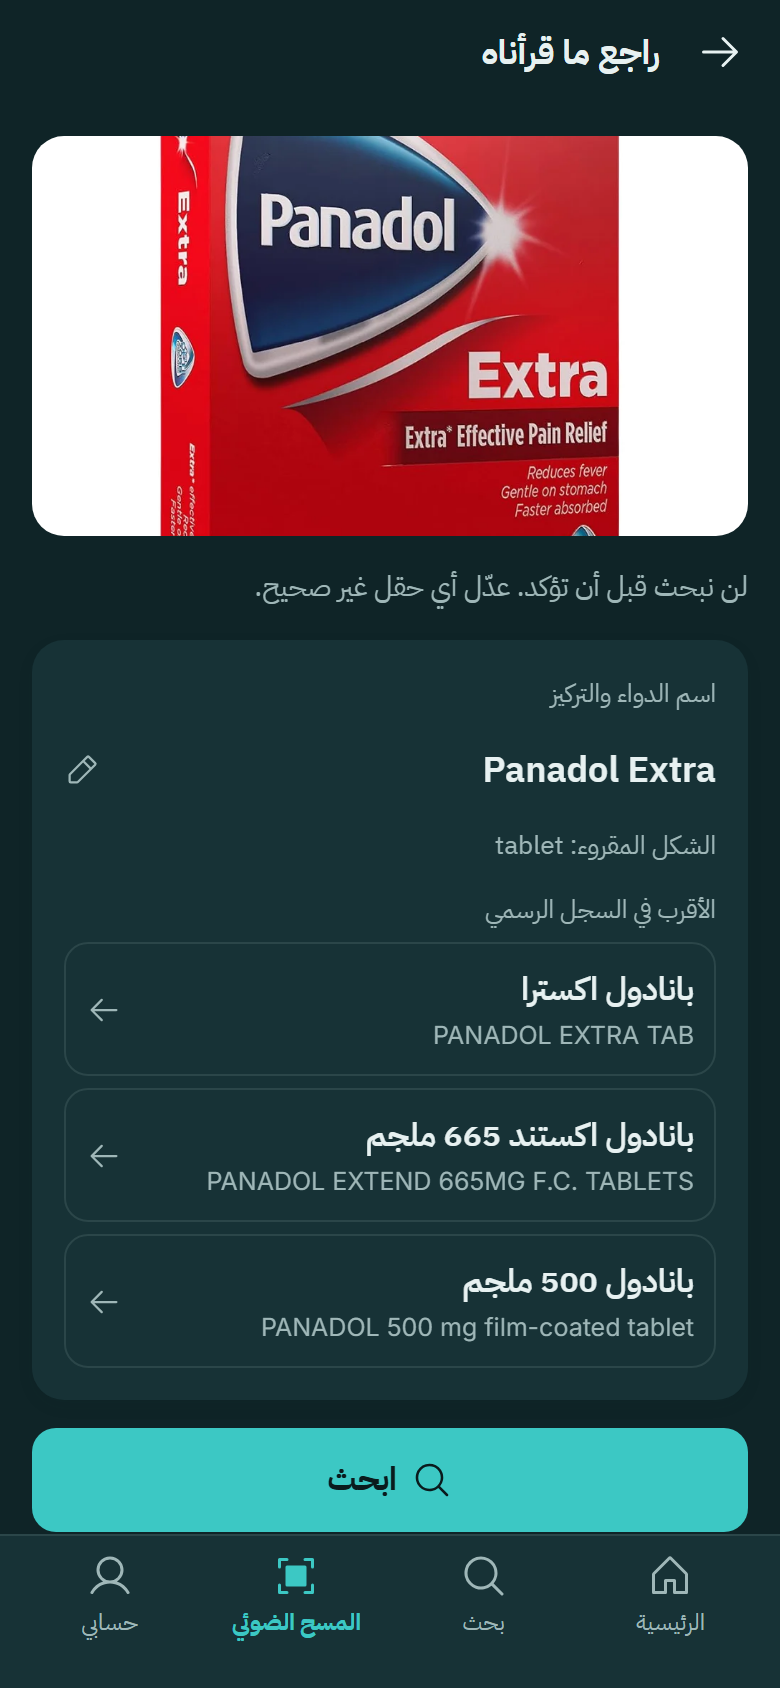 راجع ما قرأناه
Extra
Panadol
Extra
Extra* Effective Pain Relief
Reduces fever
Gentle on stomach
Faster absorbed
لن نبحث قبل أن تؤكد. عدّل أي حقل غير صحيح.
اسم الدواء والتركيز
Panadol Extra
الشكل المقروء: tablet
الأقرب في السجل الرسمي
بانادول اكسترا
PANADOL EXTRA TAB
بانادول اكستند 665 ملجم
PANADOL EXTEND 665MG F.C. TABLETS
بانادول 500 ملجم
PANADOL 500 mg film-coated tablet
ابحث
الرئيسية
بحث
المسح الضوئي
حسابي